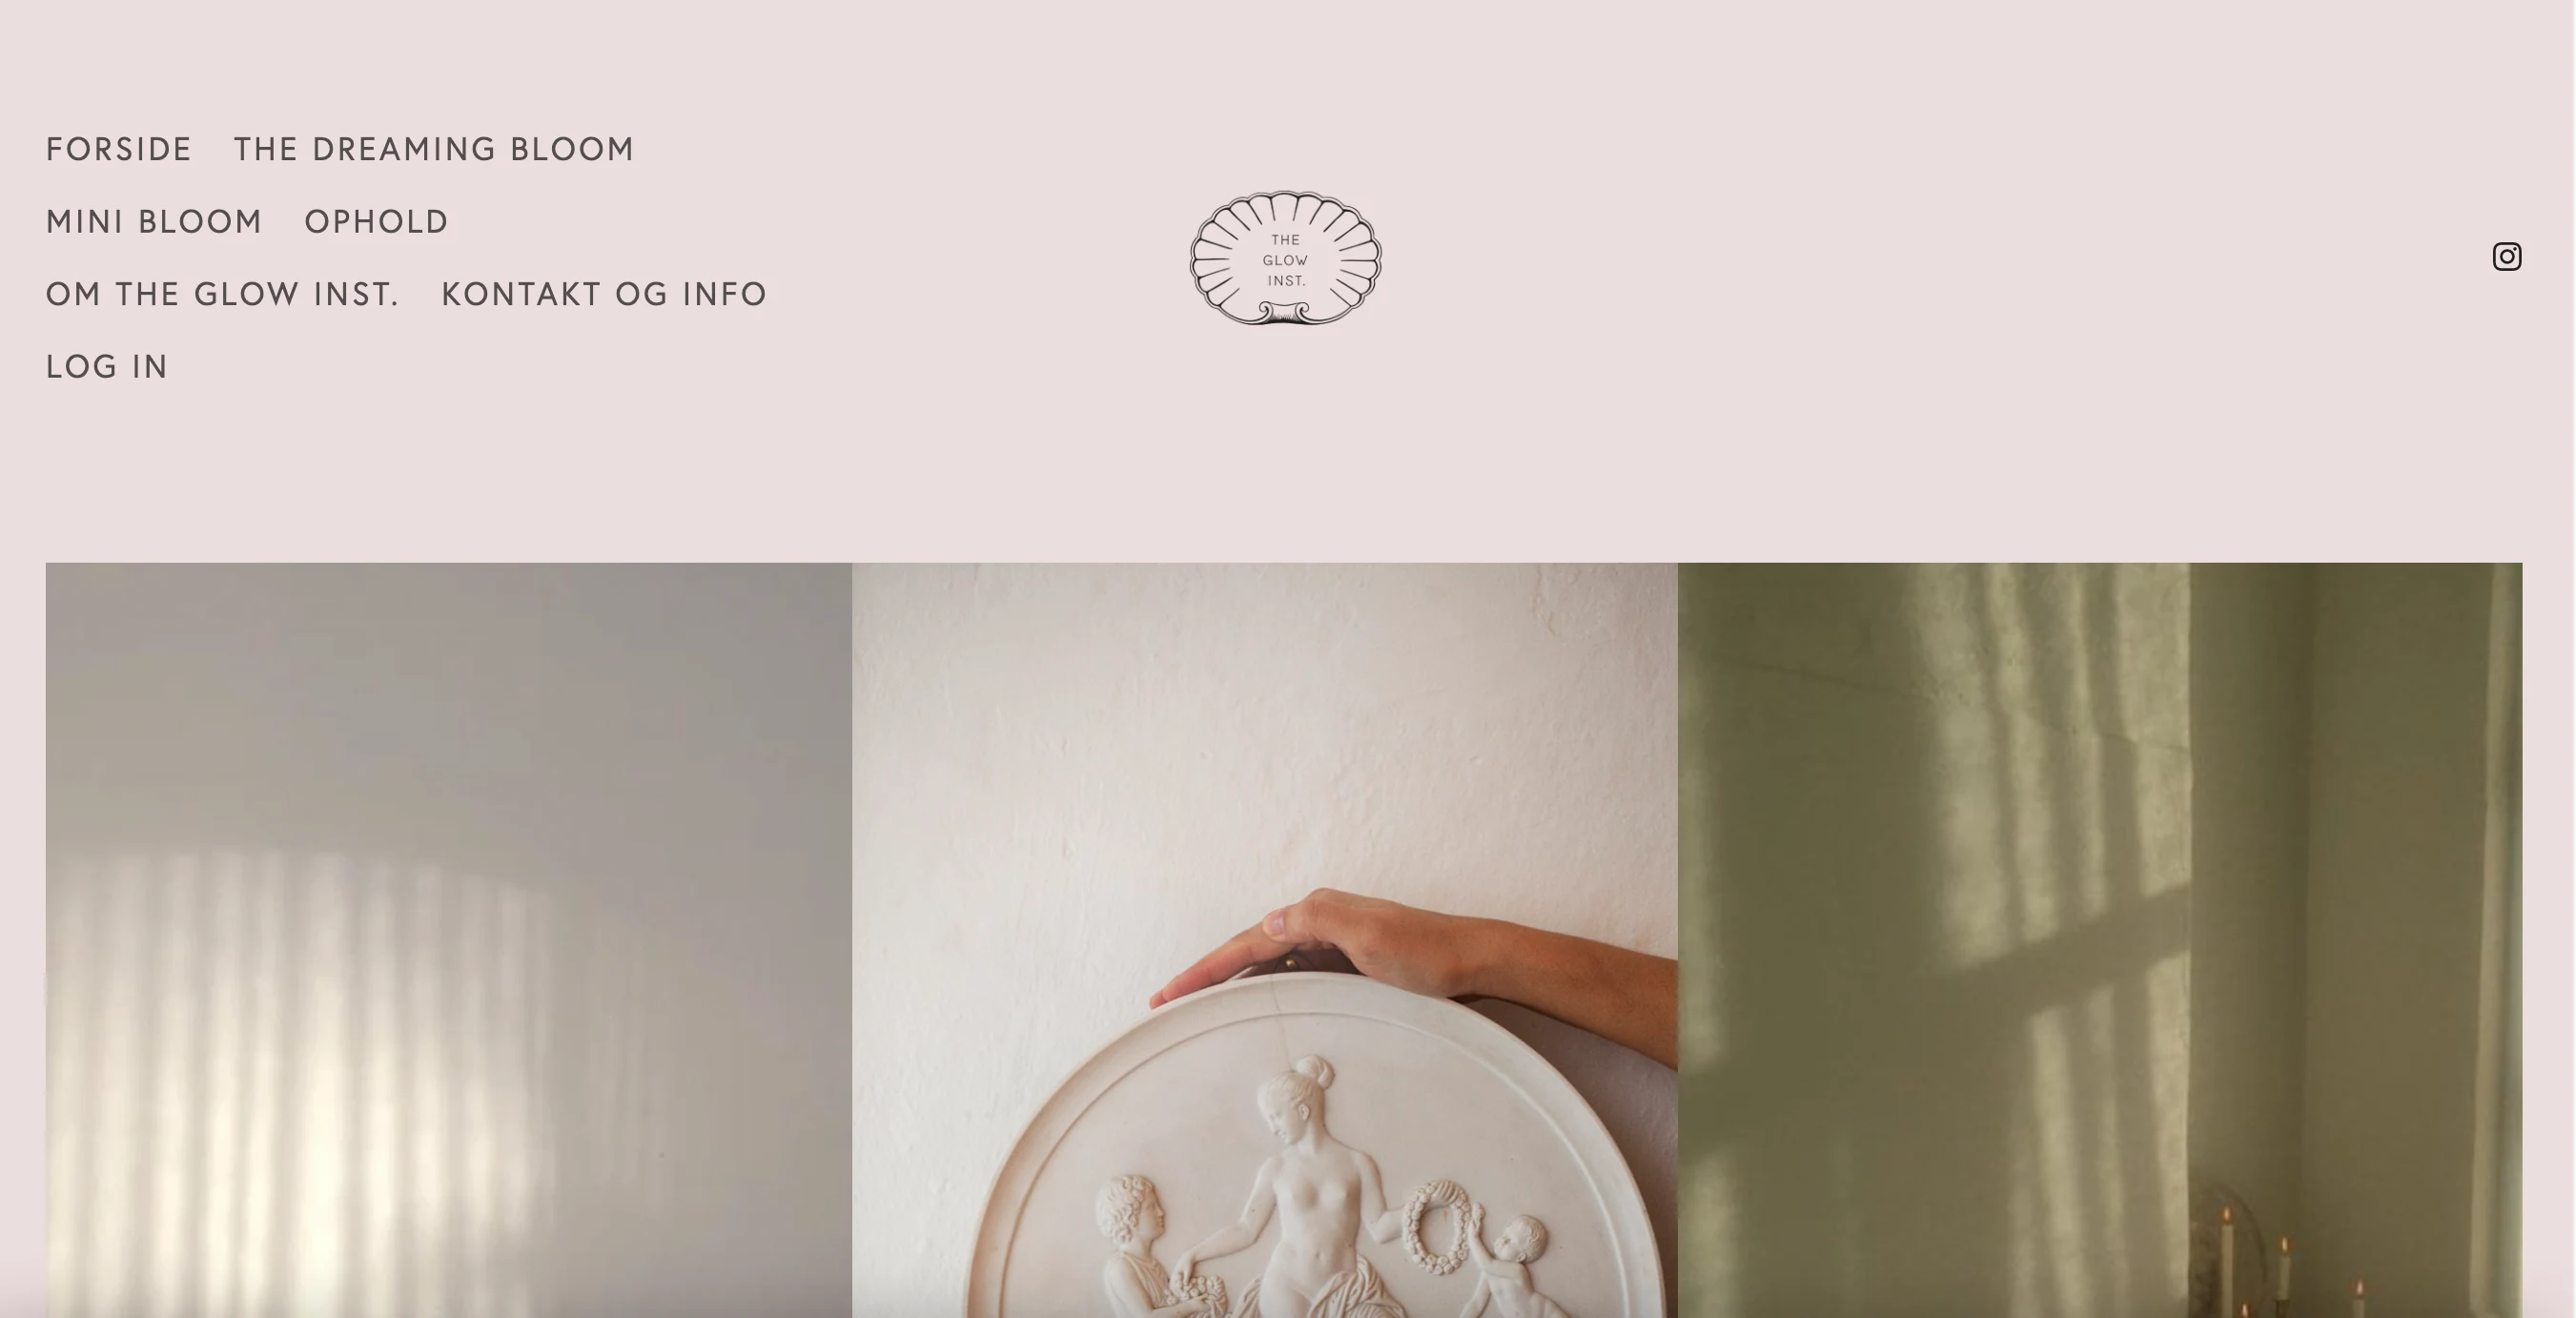 FORSIDE THE DREAMING BLOOM
MINI BLOOM OPHOLD
OM THE GLOW INST. KONTAKT OG INFO
LOG IN
THE
GLOW
INST.